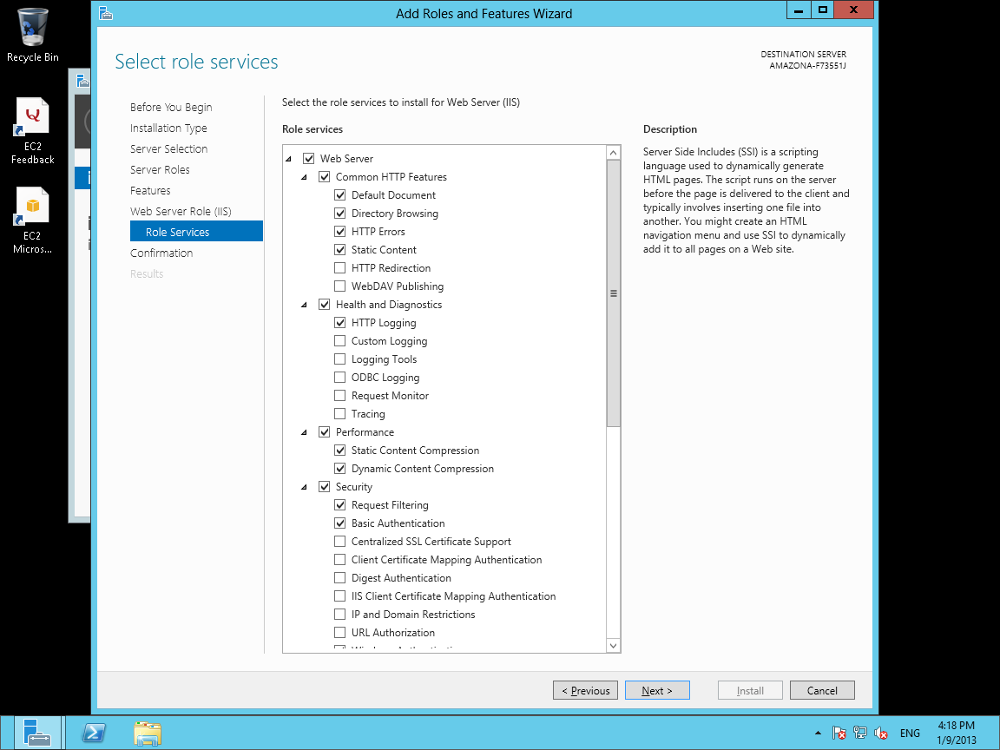 Recycle Bin
EC2
Feedback
EC2
Micros...
Add Roles and Features Wizard
Select role services
DESTINATION SERVER
AMAZONA-F73551J
Before You Begin
Installation Type
Server Selection
Server Roles
Features
Web Server Role (IIS)
Role Services
Confirmation
Results
Select the role services to install for Web Server (IIS)
Role services
Web Server
Common HTTP Features
Default Document
Directory Browsing
HTTP Errors
Static Content
HTTP Redirection
WebDAV Publishing
Health and Diagnostics
HTTP Logging
Custom Logging
Logging Tools
ODBC Logging
Request Monitor
Tracing
Performance
Static Content Compression
Dynamic Content Compression
Security
Request Filtering
Basic Authentication
Centralized SSL Certificate Support
Client Certificate Mapping Authentication
Digest Authentication
IIS Client Certificate Mapping Authentication
IP and Domain Restrictions
URL Authorization
Description
Server Side Includes (SSI) is a scripting
language used to dynamically generate
HTML pages. The script runs on the server
before the page is delivered to the client and
typically involves inserting one file into
another. You might create an HTML
navigation menu and use SSI to dynamically
add it to all pages on a Web site.
< Previous
Next >
Install
Cancel
ENG
4:18 PM
1/9/2013